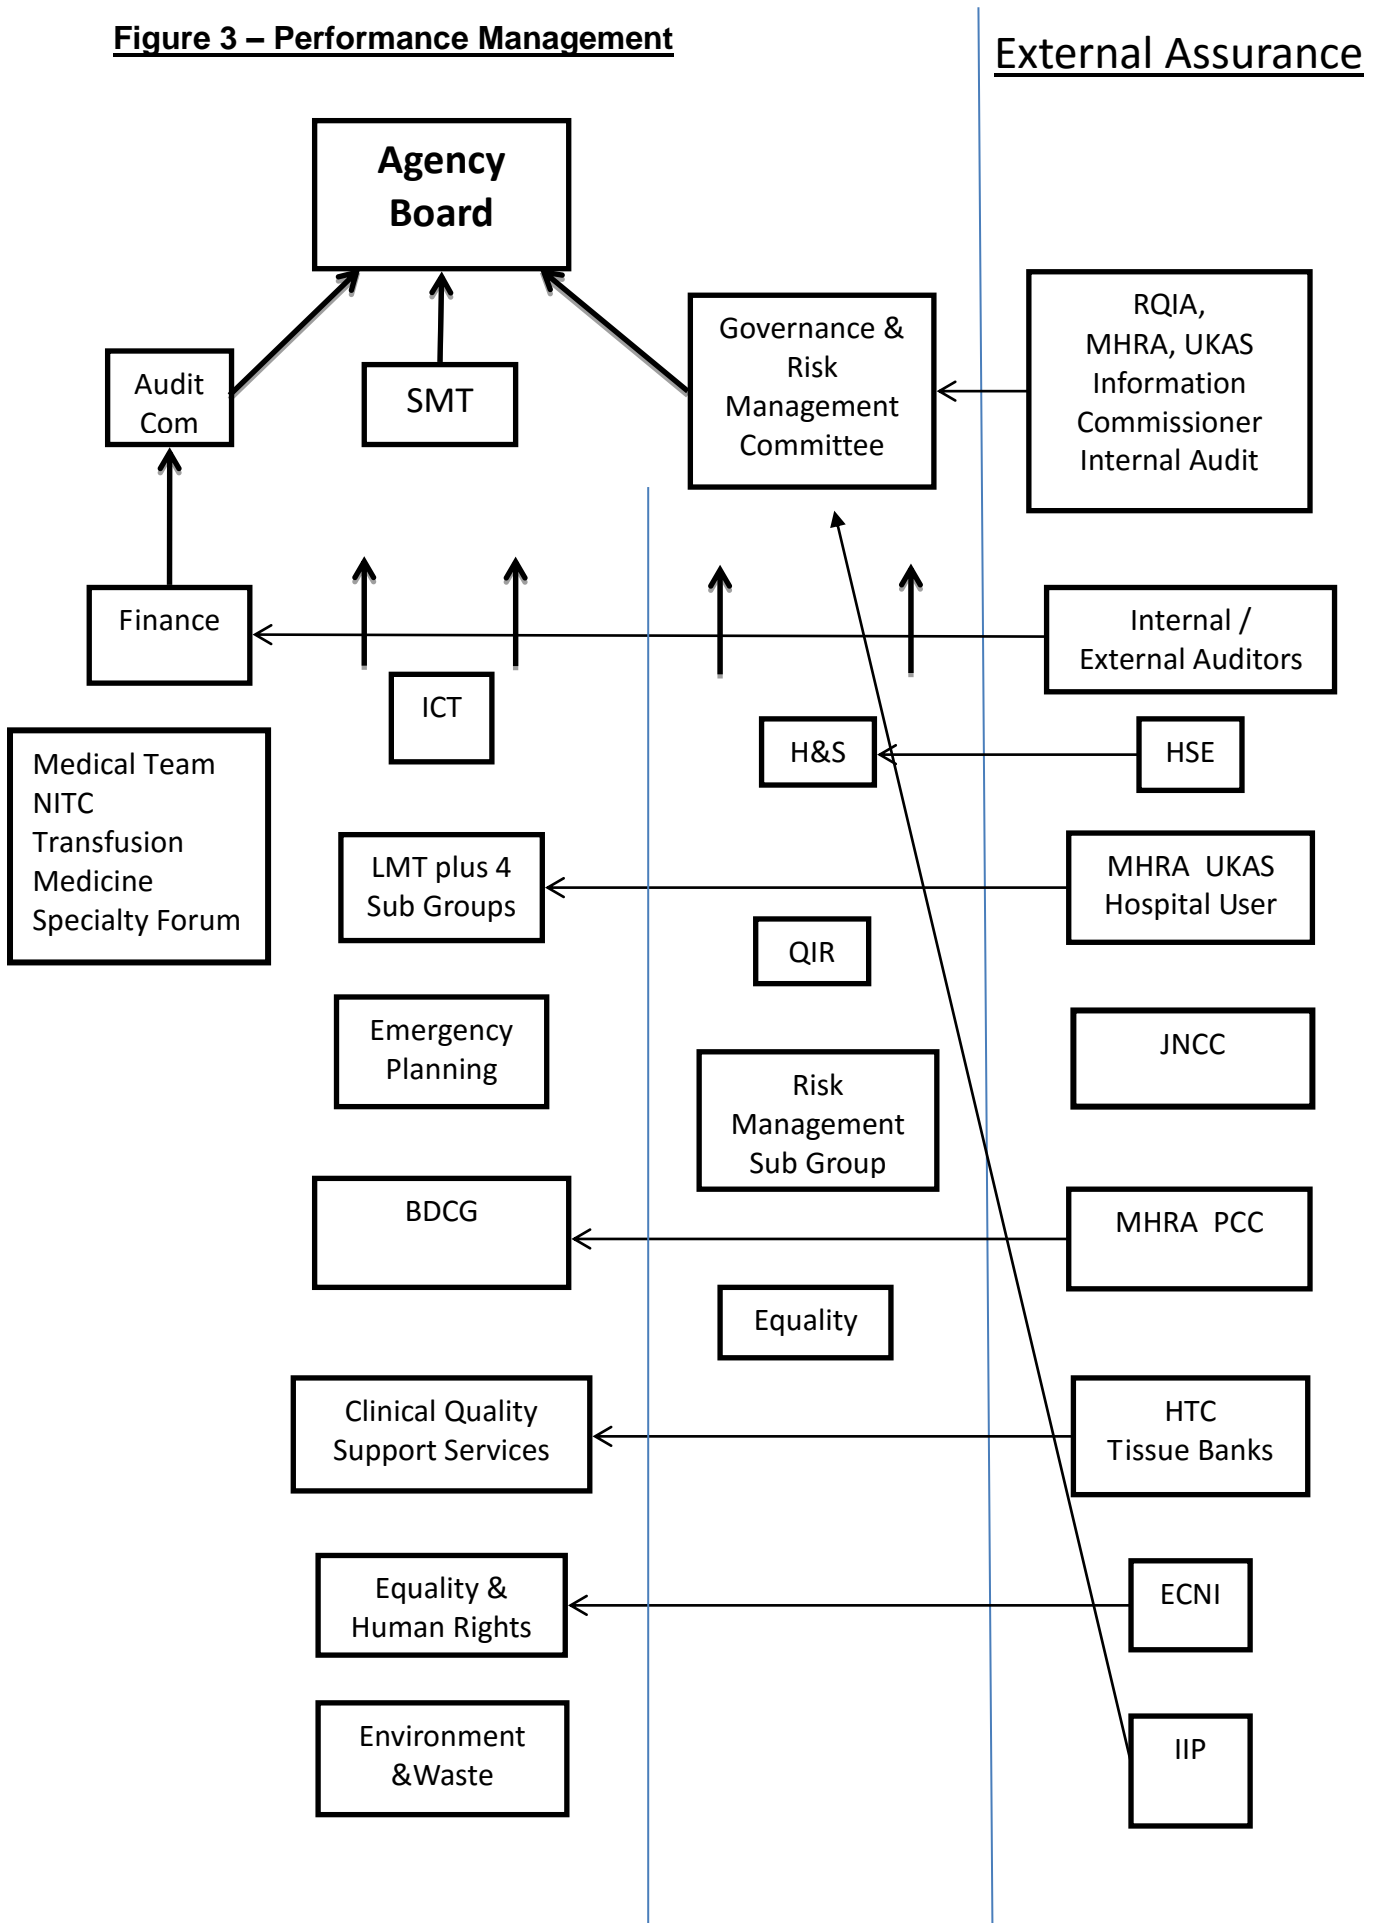 Figure 3 – Performance Management
External Assurance
Agency
Board
Governance &
Risk
Management
Committee
RQIA,
MHRA, UKAS
Information
Commissioner
Internal Audit
Audit
Com
SMT
Finance
Internal /
External Auditors
ICT
H&S
HSE
Medical Team
NITC
Transfusion
Medicine
Specialty Forum
LMT plus 4
Sub Groups
MHRA  UKAS
Hospital User
QIR
Emergency
Planning
JNCC
Risk
Management
Sub Group
BDCG
MHRA  PCC
Equality
Clinical Quality
Support Services
HTC
Tissue Banks
Equality &
Human Rights
ECNI
Environment
&Waste
IIP